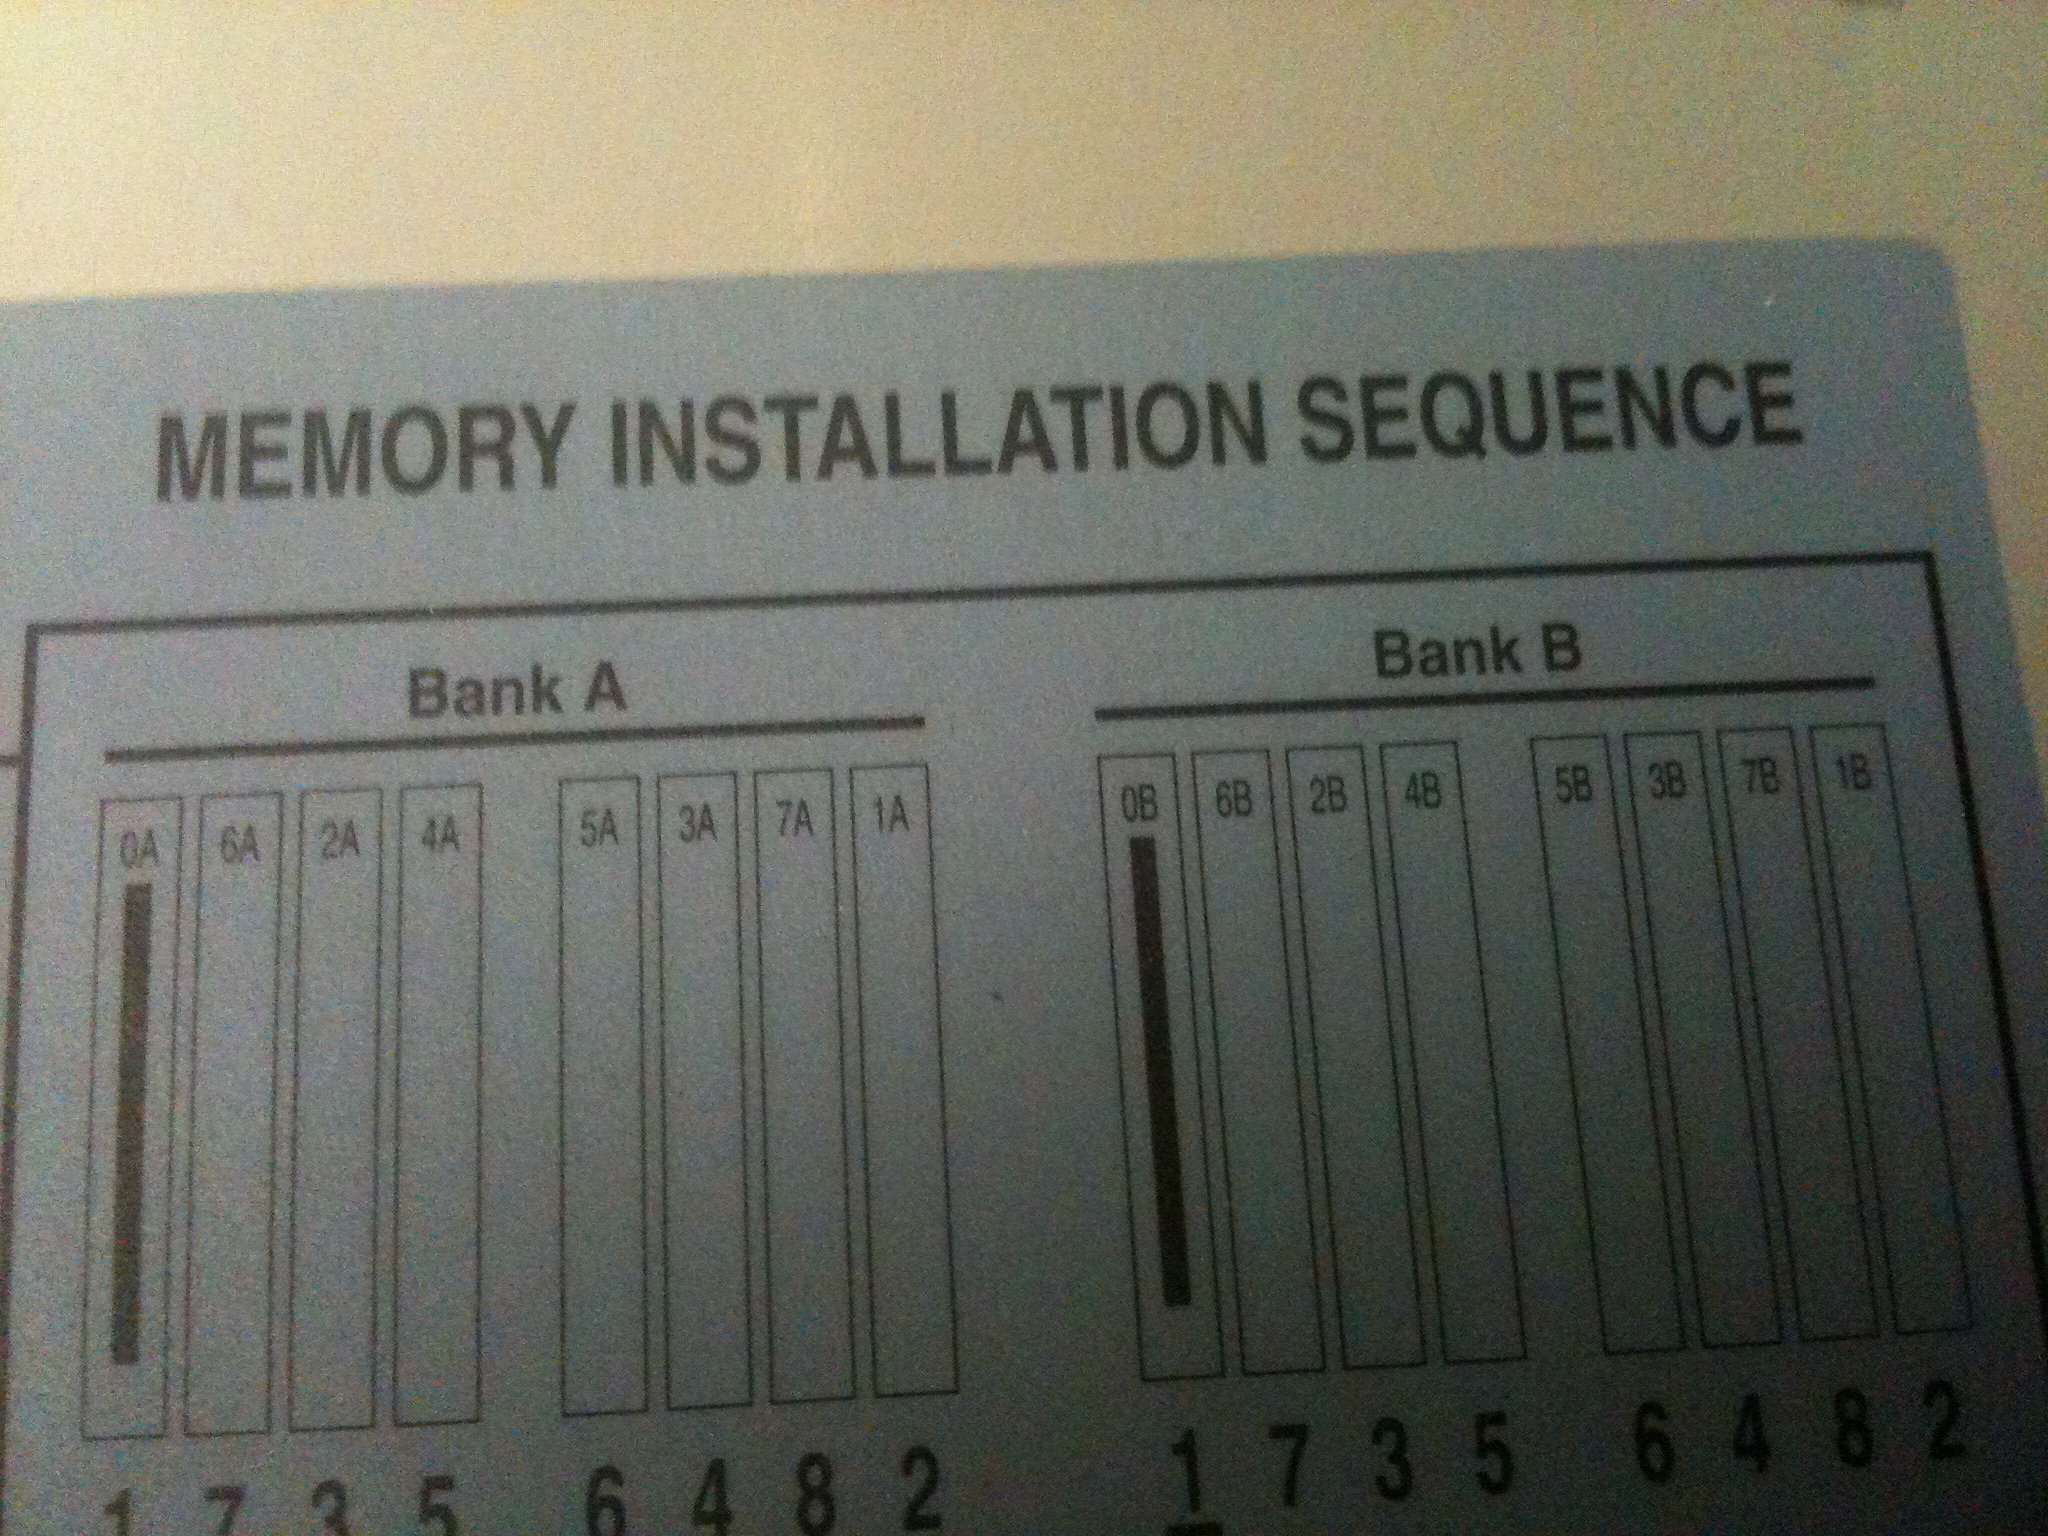 MEMORY INSTALLATION SEQUENCE
Bank A
Bank B
0A 6A 2A 4A 5A 3A 7A 1A
0B 6B 2B 4B 5B 3B 7B 1B
1 7 3 5 6 4 8 2
1 7 3 5 6 4 8 2